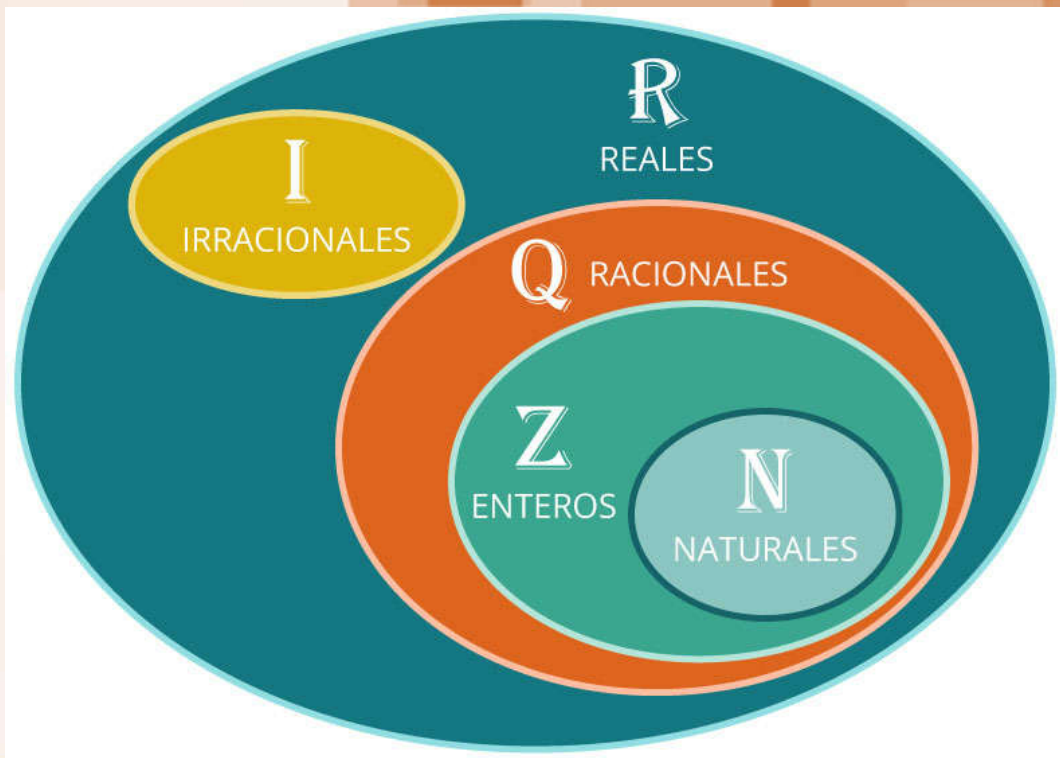 R
REALES
I
IRRACIONALES
Q RACIONALES
Z
ENTEROS
N
NATURALES